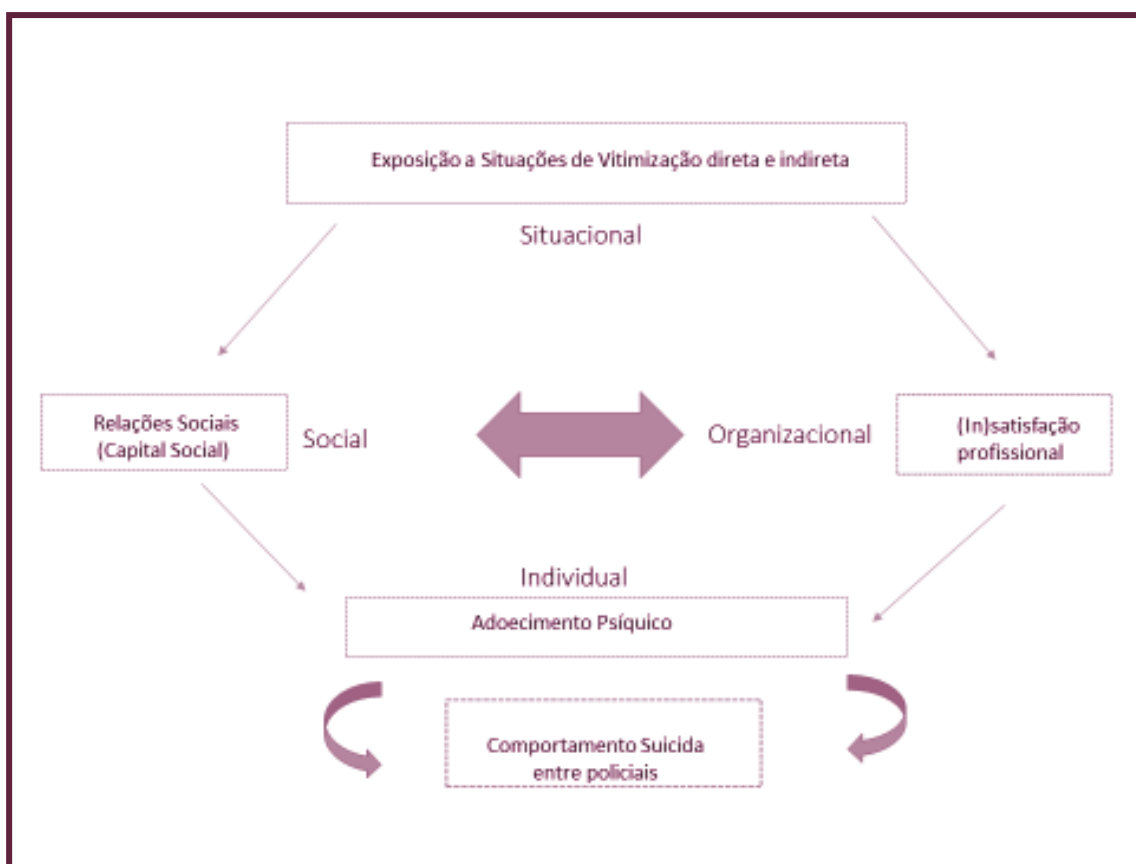 Exposição a Situações de Vitimização direta e indireta
Situacional
Relações Sociais
(Capital Social)
Social
Organizacional
(In)satisfação
profissional
Individual
Adoecimento Psíquico
Comportamento Suicida
entre policiais